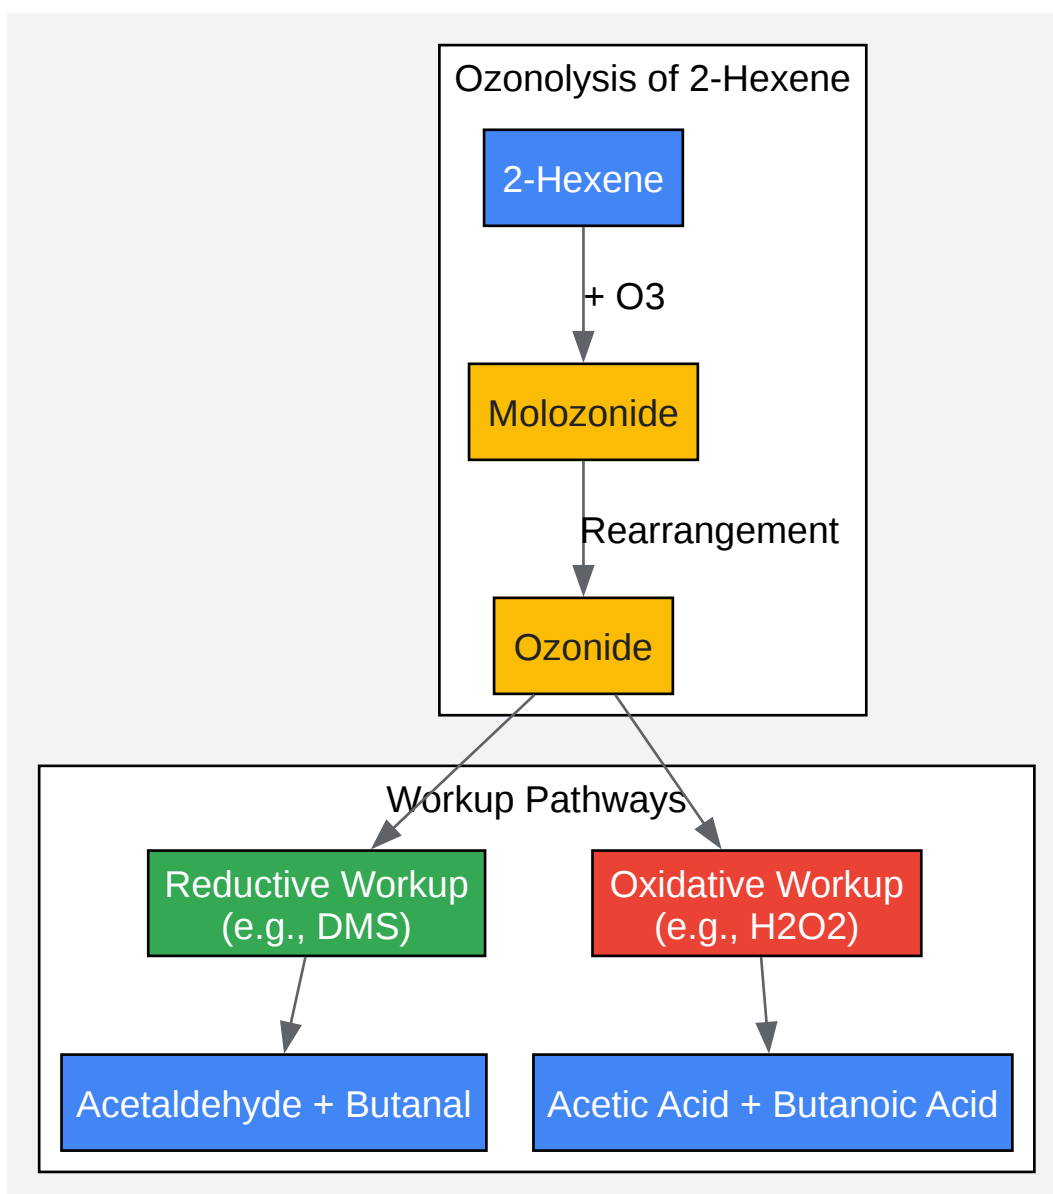 Ozonolysis of 2-Hexene
2-Hexene
+ O3
Molozonide
Rearrangement
Ozonide
Workup Pathways
Reductive Workup
(e.g., DMS)
Oxidative Workup
(e.g., H2O2)
Acetaldehyde + Butanal
Acetic Acid + Butanoic Acid